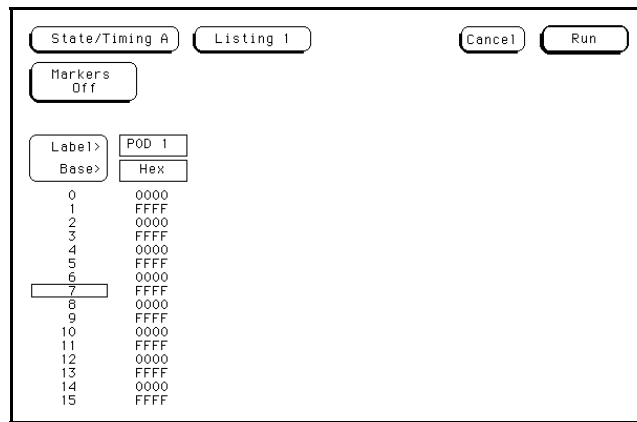 State/Timing A Listing 1 Cancel Run
Markers
Off
Label> POD 1
Base> Hex
0 0000
1 FFFF
2 0000
3 FFFF
4 0000
5 FFFF
6 0000
7 FFFF
8 0000
9 FFFF
10 0000
11 FFFF
12 0000
13 FFFF
14 0000
15 FFFF